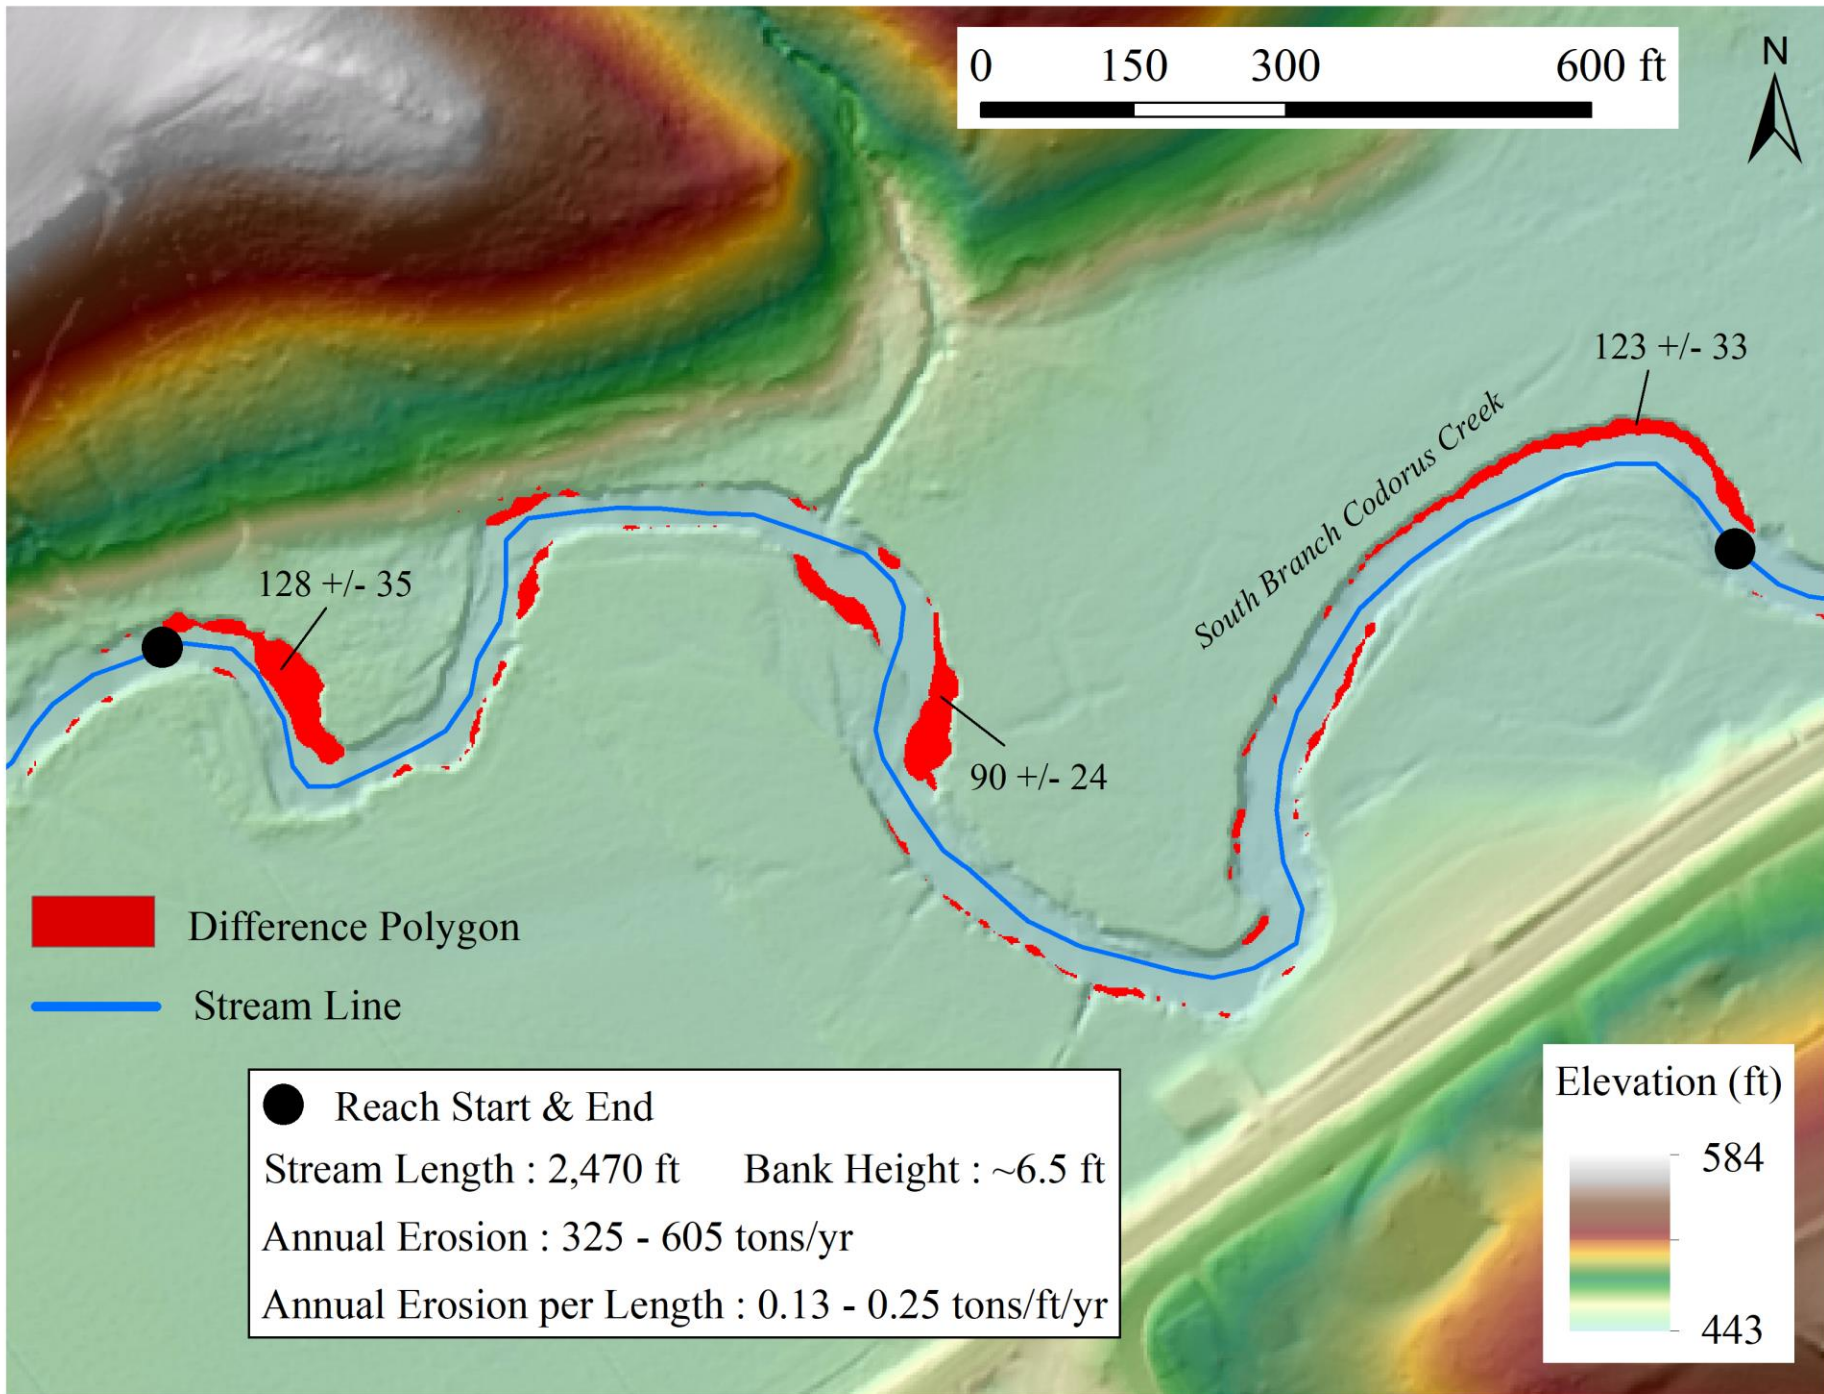 0 150 300 600 ft
N
123 +/- 33
South Branch Codorus Creek
128 +/- 35
90 +/- 24
Difference Polygon
Stream Line
Reach Start & End
Stream Length : 2,470 ft Bank Height : ~6.5 ft
Annual Erosion : 325 - 605 tons/yr
Annual Erosion per Length : 0.13 - 0.25 tons/ft/yr
Elevation (ft)
584
443